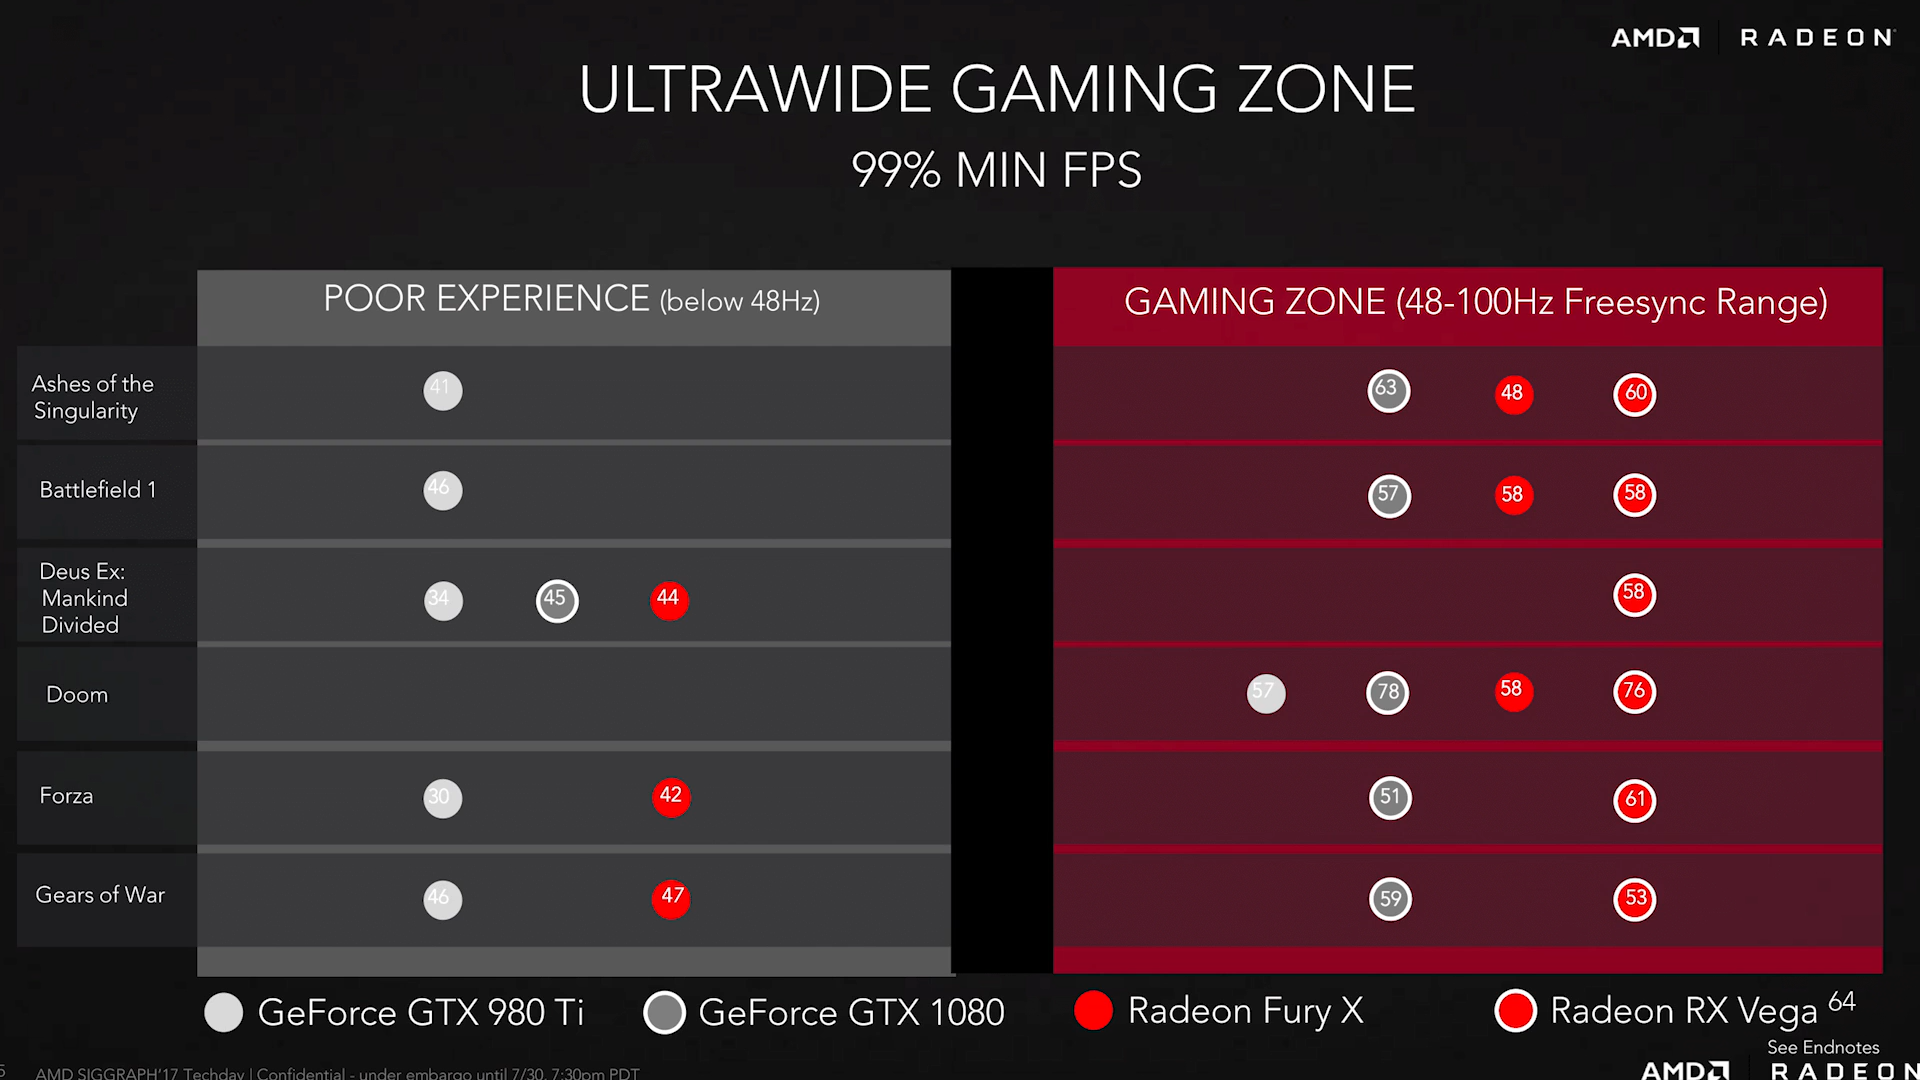 AMD RADEON
ULTRAWIDE GAMING ZONE
99% MIN FPS
POOR EXPERIENCE (below 48Hz)
GAMING ZONE (48-100Hz Freesync Range)
Ashes of the
Singularity
41
63
48
60
Battlefield 1
46
57
58
58
Deus Ex:
Mankind
Divided
34
45
44
58
Doom
57
78
58
76
Forza
30
42
51
61
Gears of War
46
47
59
53
GeForce GTX 980 Ti
GeForce GTX 1080
Radeon Fury X
Radeon RX Vega 64
See Endnotes
AMD SIGGRAPH'17 Techday | Confidential - under embargo until 7/30, 7:30pm PDT
AMD RADEON